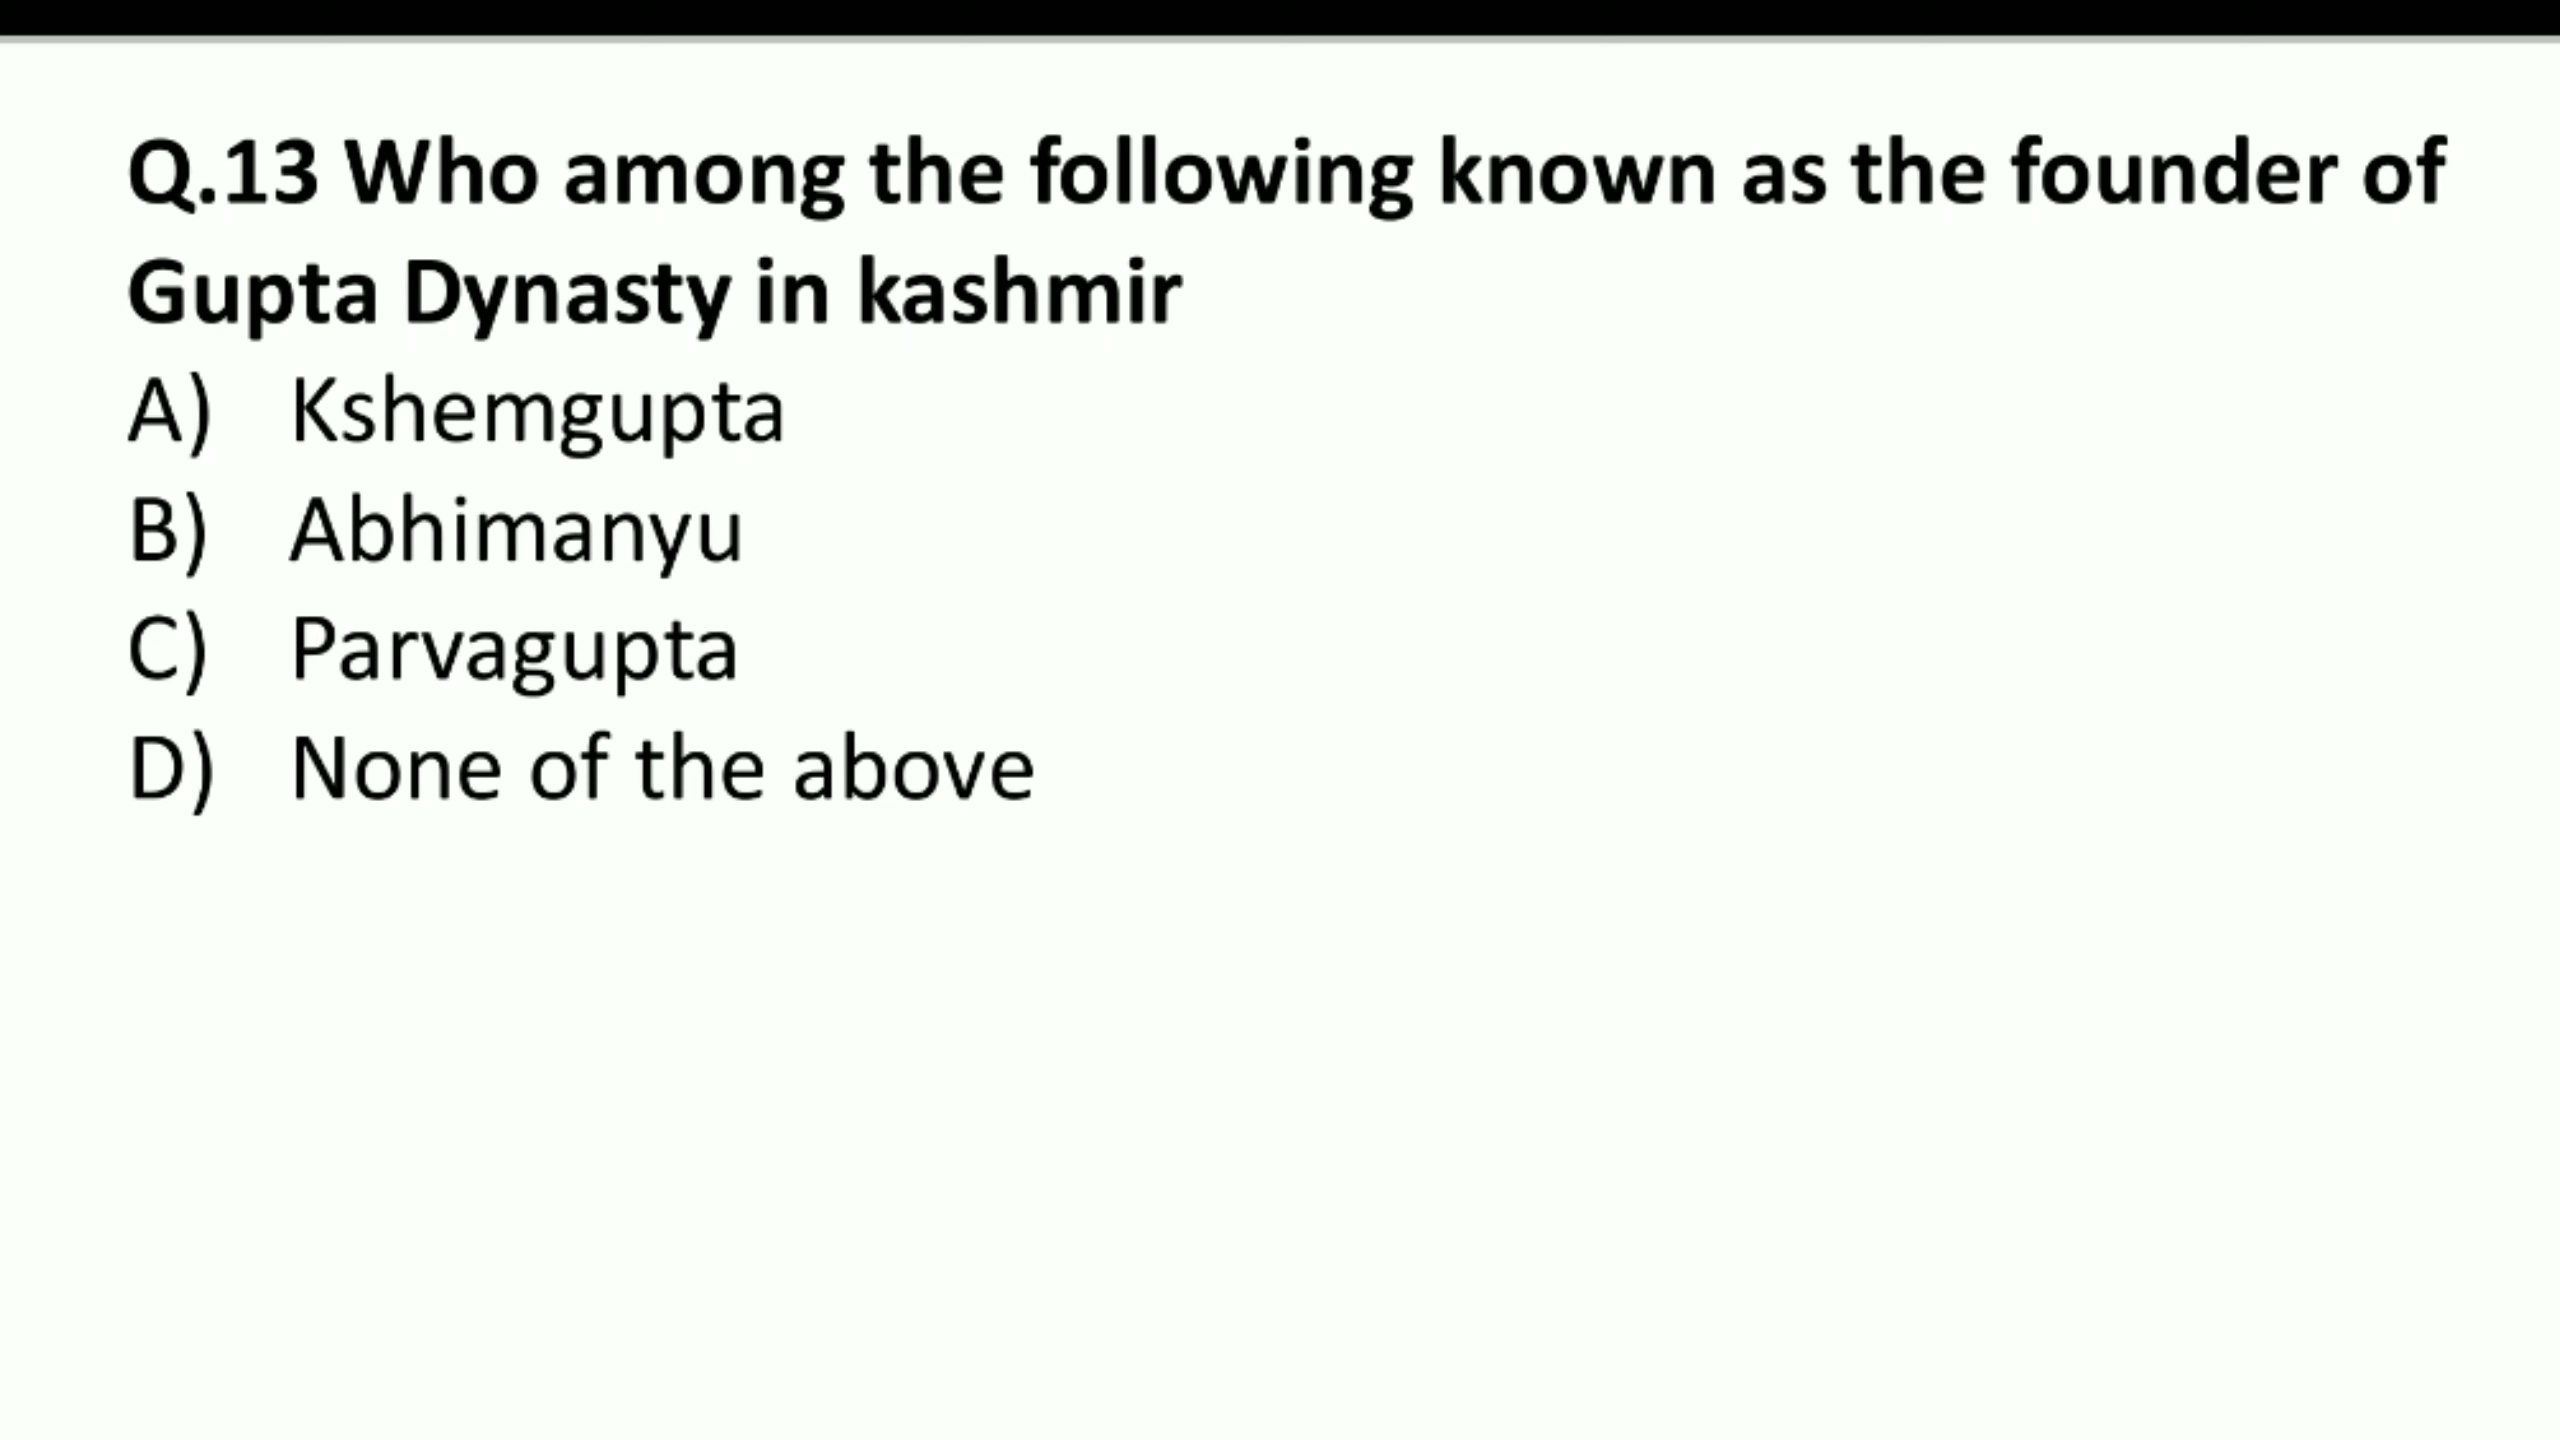 Q.13 Who among the following known as the founder of
Gupta Dynasty in kashmir
A) Kshemgupta
B) Abhimanyu
C) Parvagupta
D) None of the above